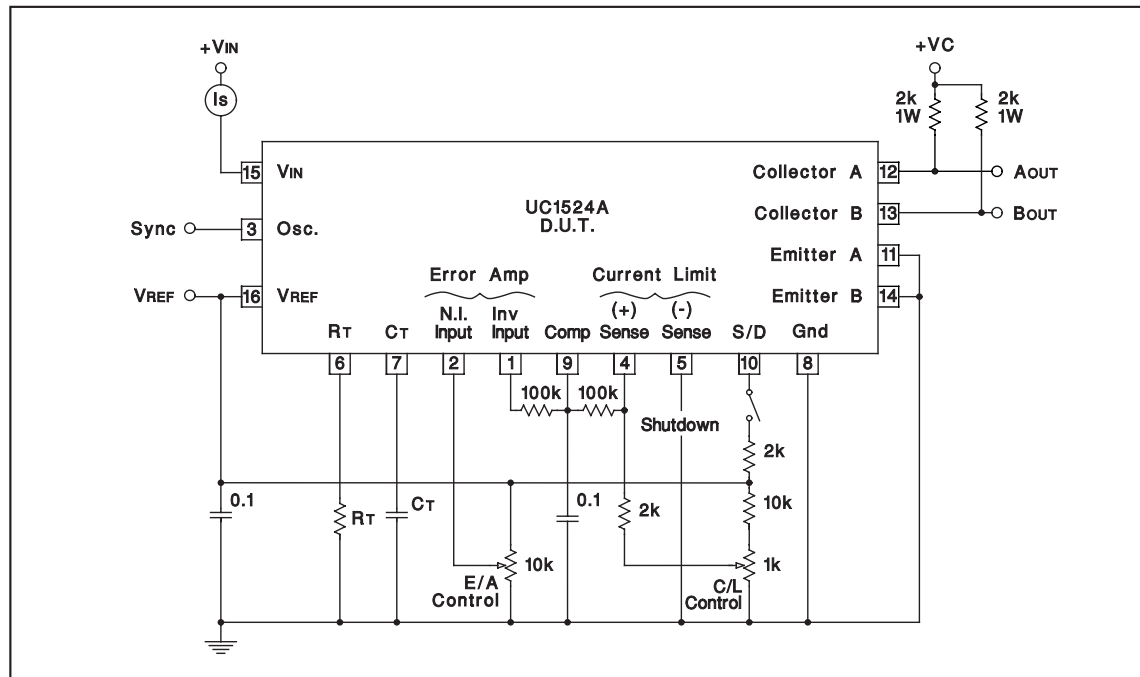 +VIN
Is
+VC
2k
1W
2k
1W
15
VIN
Collector A
12
AOUT
UC1524A
D.U.T.
Sync
3
Osc.
Collector B
13
BOUT
Emitter A
11
Error Amp
Current Limit
VREF
16
VREF
Emitter B
14
RT
CT
N.I.
Input
Inv
Input
Comp
(+)
Sense
(-)
Sense
S/D
Gnd
6
7
2
1
9
4
5
10
8
100k
100k
Shutdown
2k
0.1
RT
CT
0.1
2k
10k
10k
1k
E/A
Control
C/L
Control